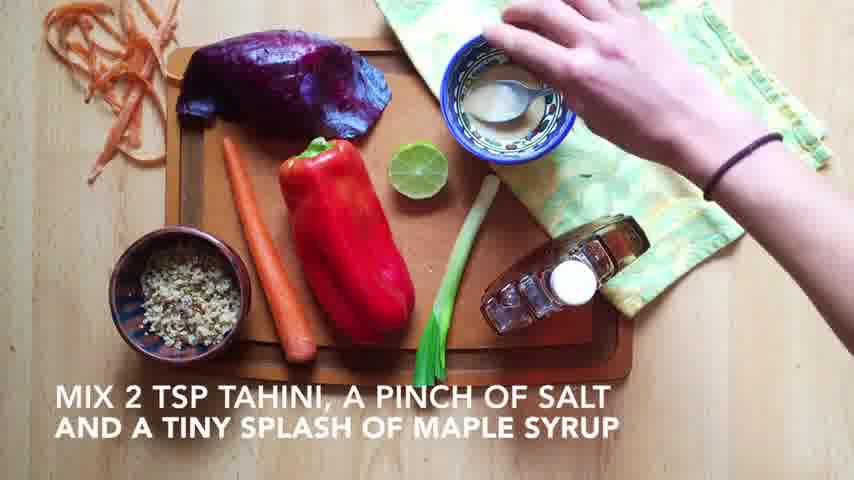 MIX 2 TSP TAHINI, A PINCH OF SALT
AND A TINY SPLASH OF MAPLE SYRUP